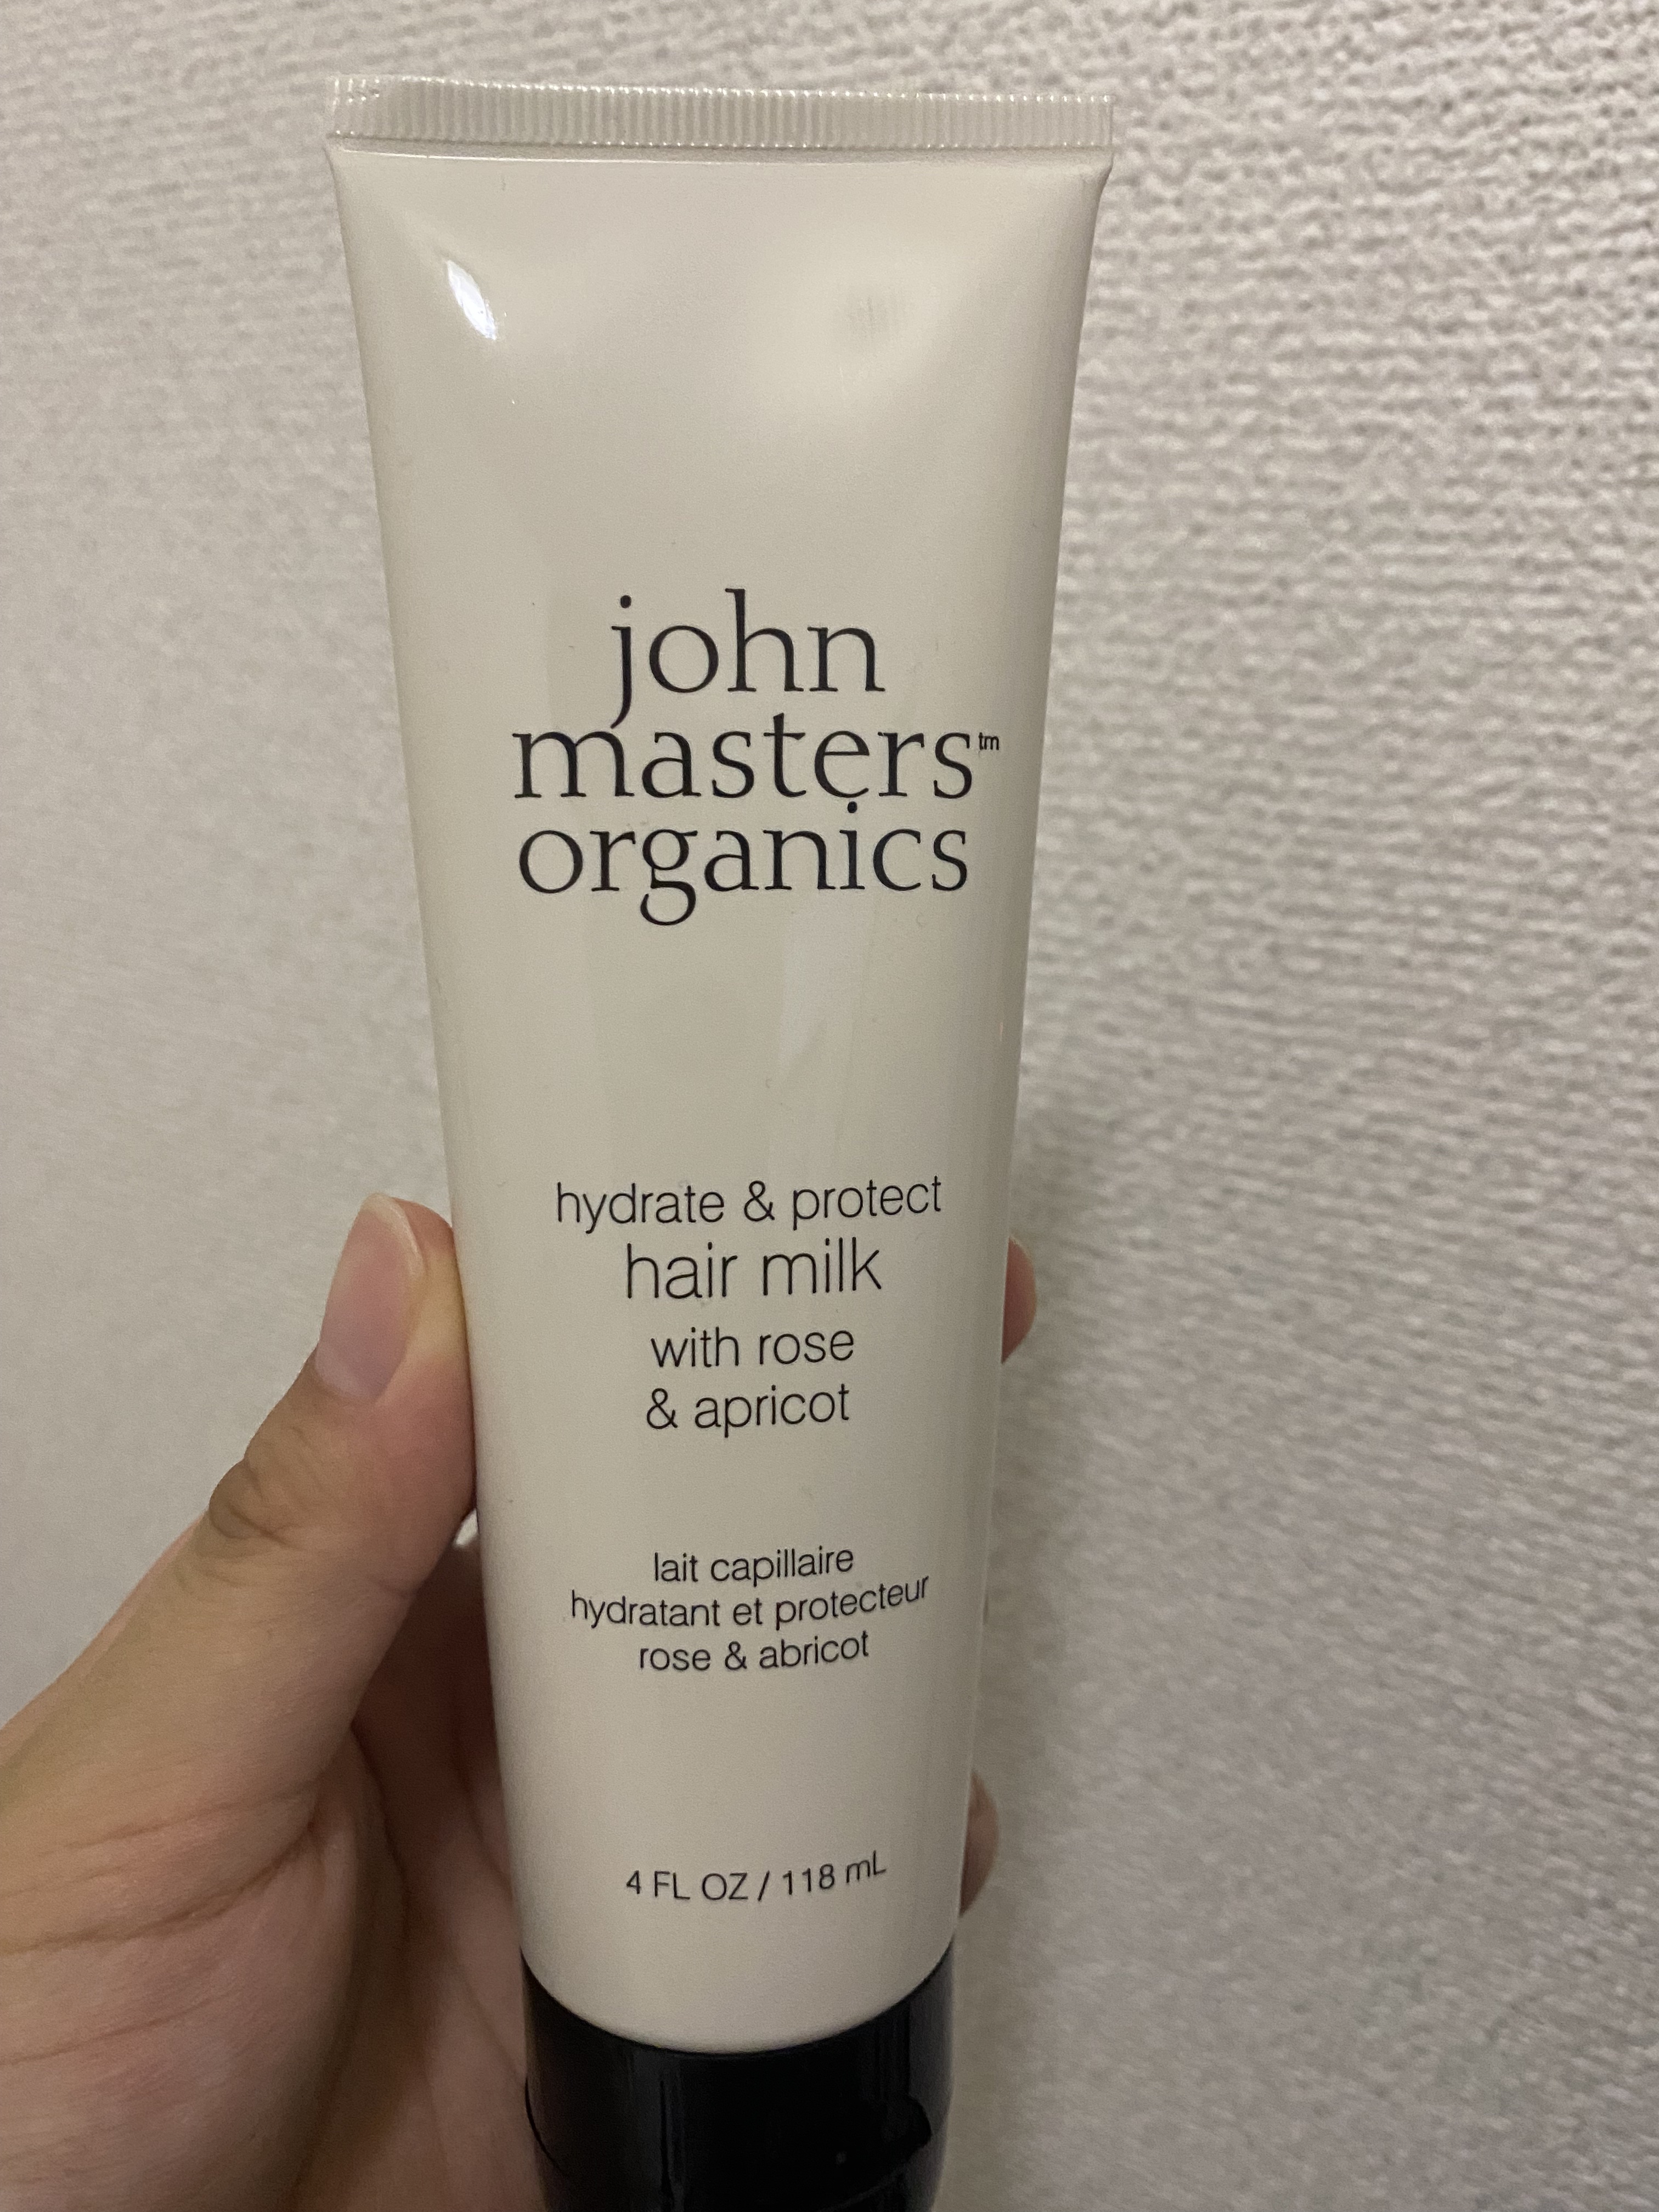 john
masters™
organics
hydrate & protect
hair milk
with rose
& apricot
lait capillaire
hydratant et protecteur
rose & abricot
4 FL OZ / 118 mL